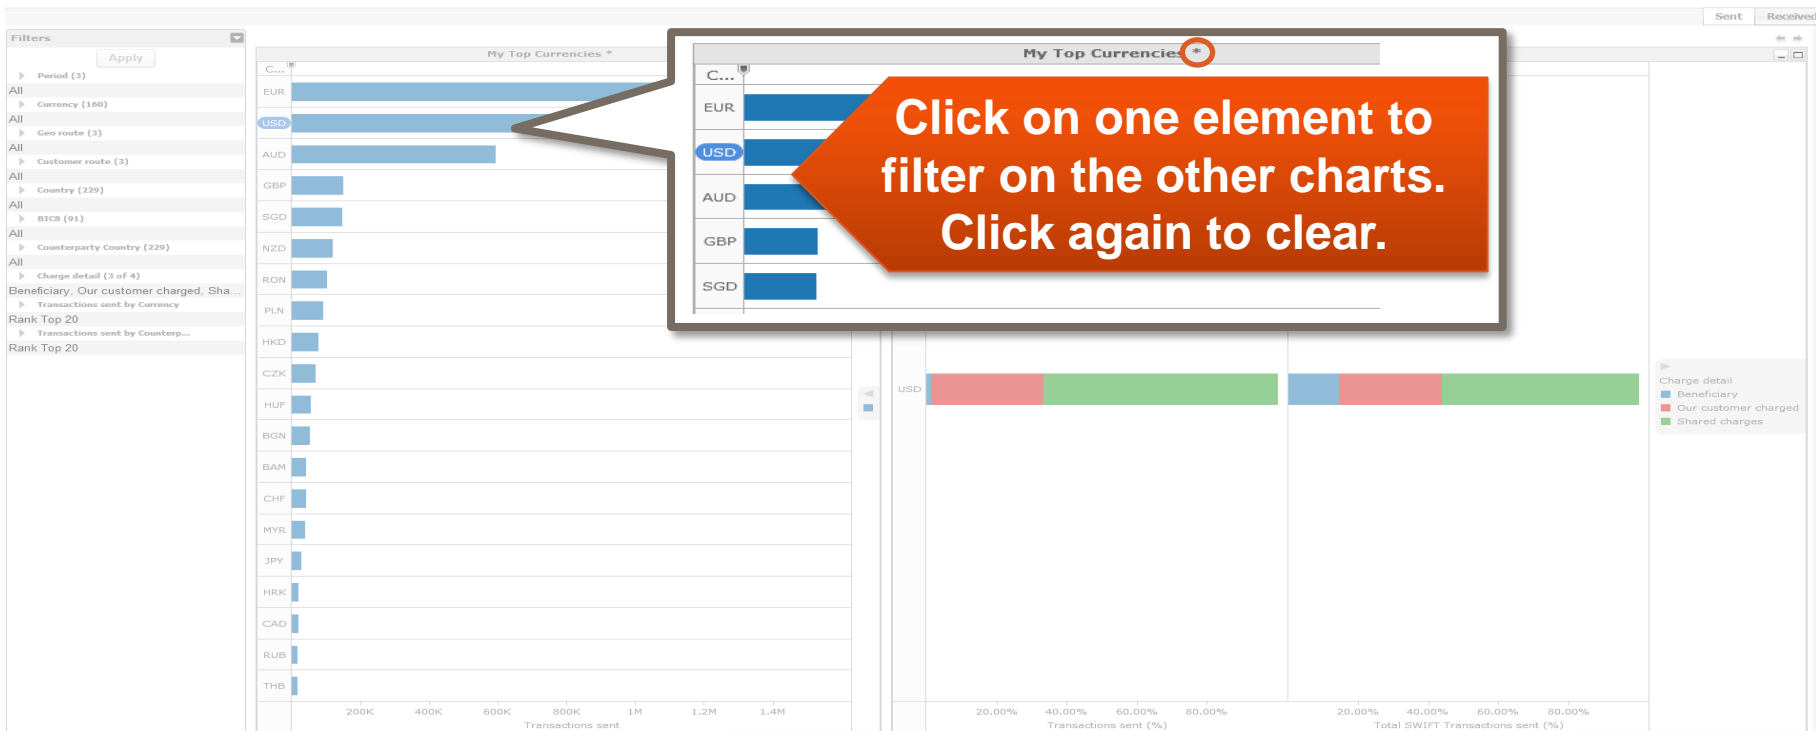 Sent Received
Filters
Apply
Period (3)
All
Currency (160)
All
Geo route (3)
All
Customer route (3)
All
Country (229)
All
BIC8 (91)
All
Counterparty Country (229)
All
Charge detail (3 of 4)
Beneficiary, Our customer charged, Sha...
Transactions sent by Currency
Rank Top 20
Transactions sent by Counterp...
Rank Top 20
My Top Currencies *
C...
EUR
USD
AUD
GBP
SGD
NZD
RON
PLN
HKD
CZK
HUF
BGN
BAM
CHF
MYR
JPY
HRK
CAD
RUB
THB
200K 400K 600K 800K 1M 1.2M 1.4M
Transactions sent
My Top Currencies *
C...
EUR
USD
AUD
GBP
SGD
Click on one element to
filter on the other charts.
Click again to clear.
USD
20.00% 40.00% 60.00% 80.00%
Transactions sent (%)
20.00% 40.00% 60.00% 80.00%
Total SWIFT Transactions sent (%)
Charge detail
Beneficiary
Our customer charged
Shared charges